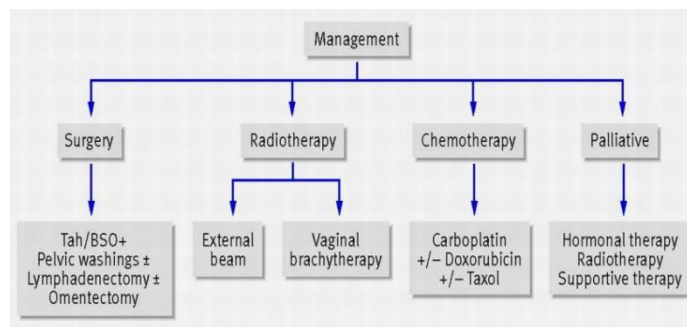 Management
Surgery
Radiotherapy
Chemotherapy
Palliative
Tah/BSO+
Pelvic washings ±
Lymphadenectomy ±
Omentectomy
External
beam
Vaginal
brachytherapy
Carboplatin
+/– Doxorubicin
+/– Taxol
Hormonal therapy
Radiotherapy
Supportive therapy